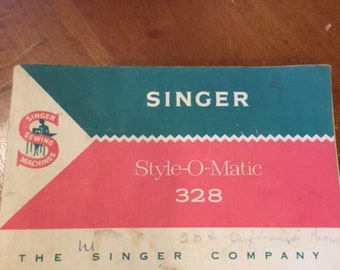 SINGER
SINGER
SEWING
MACHINES
Style-O-Matic
328
THE SINGER COMPANY